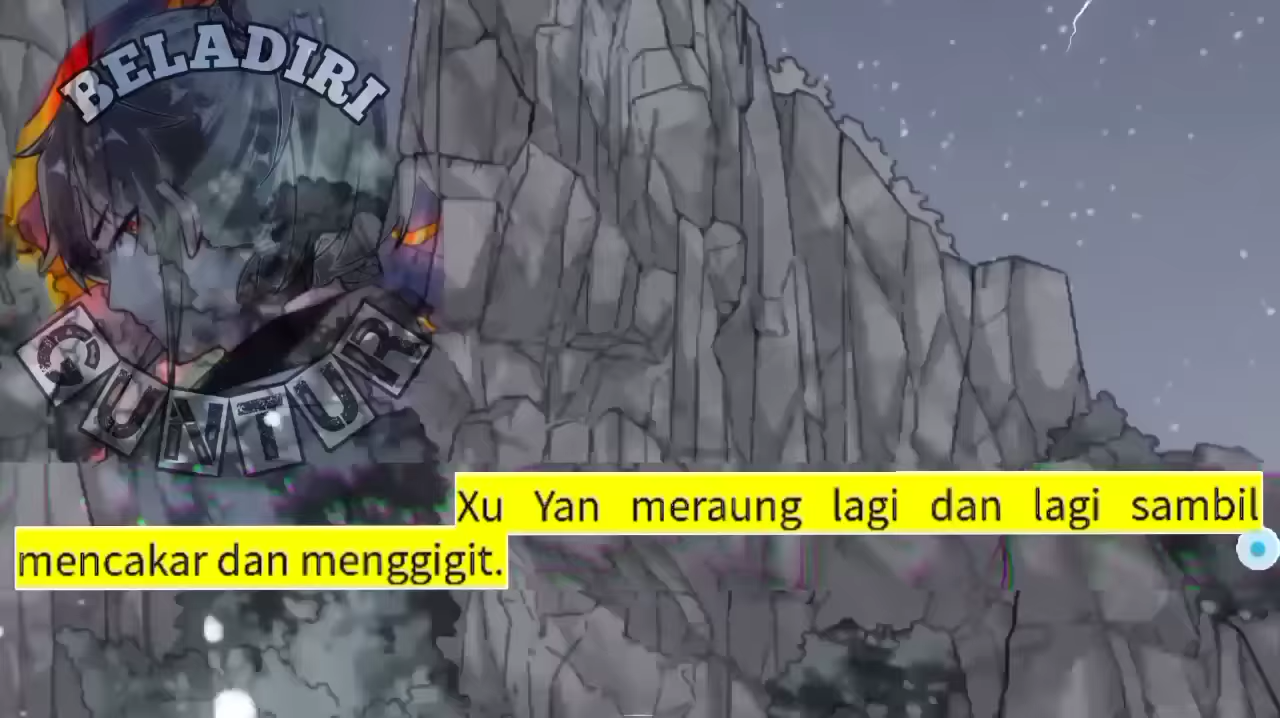 BELADIRI
GUNTUR
Xu Yan meraung lagi dan lagi sambil
mencakar dan menggigit.